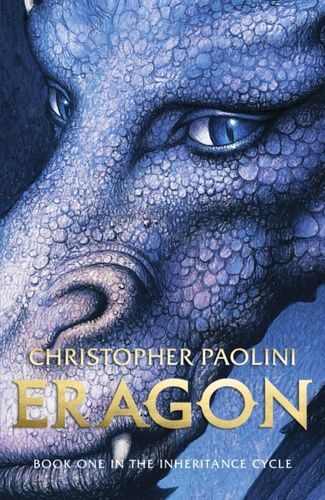 CHRISTOPHER PAOLINI
ERAGON
BOOK ONE IN THE INHERITANCE CYCLE